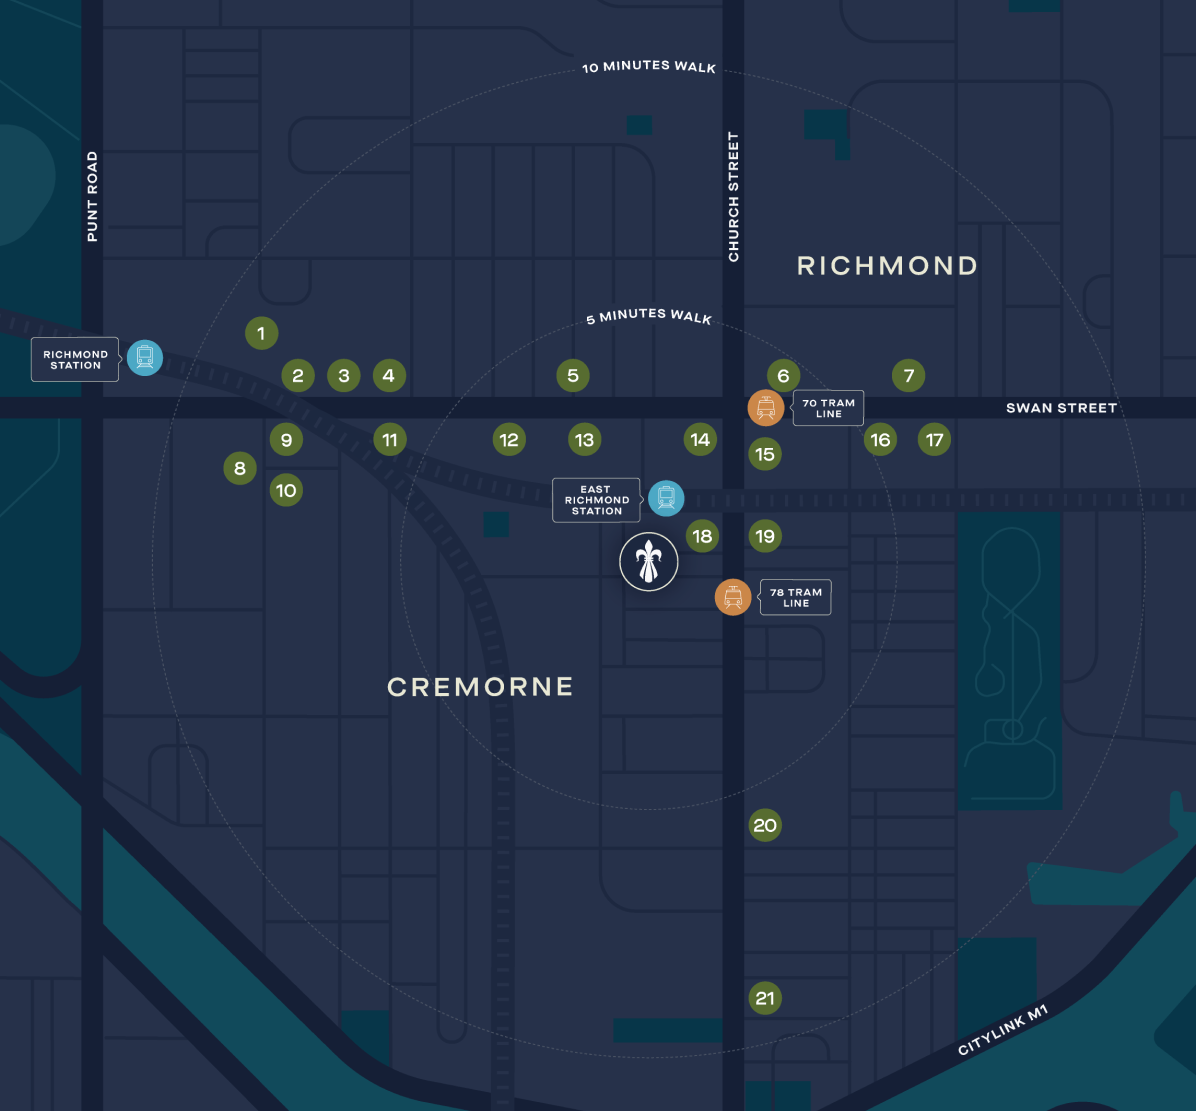 10 MINUTES WALK
PUNT ROAD
CHURCH STREET
RICHMOND
5 MINUTES WALK
1
RICHMOND
STATION
2
3
4
5
6
7
70 TRAM
LINE
SWAN STREET
8
9
10
11
12
13
14
15
16
17
EAST
RICHMOND
STATION
18
19
78 TRAM
LINE
CREMORNE
20
21
CITYLINK M1